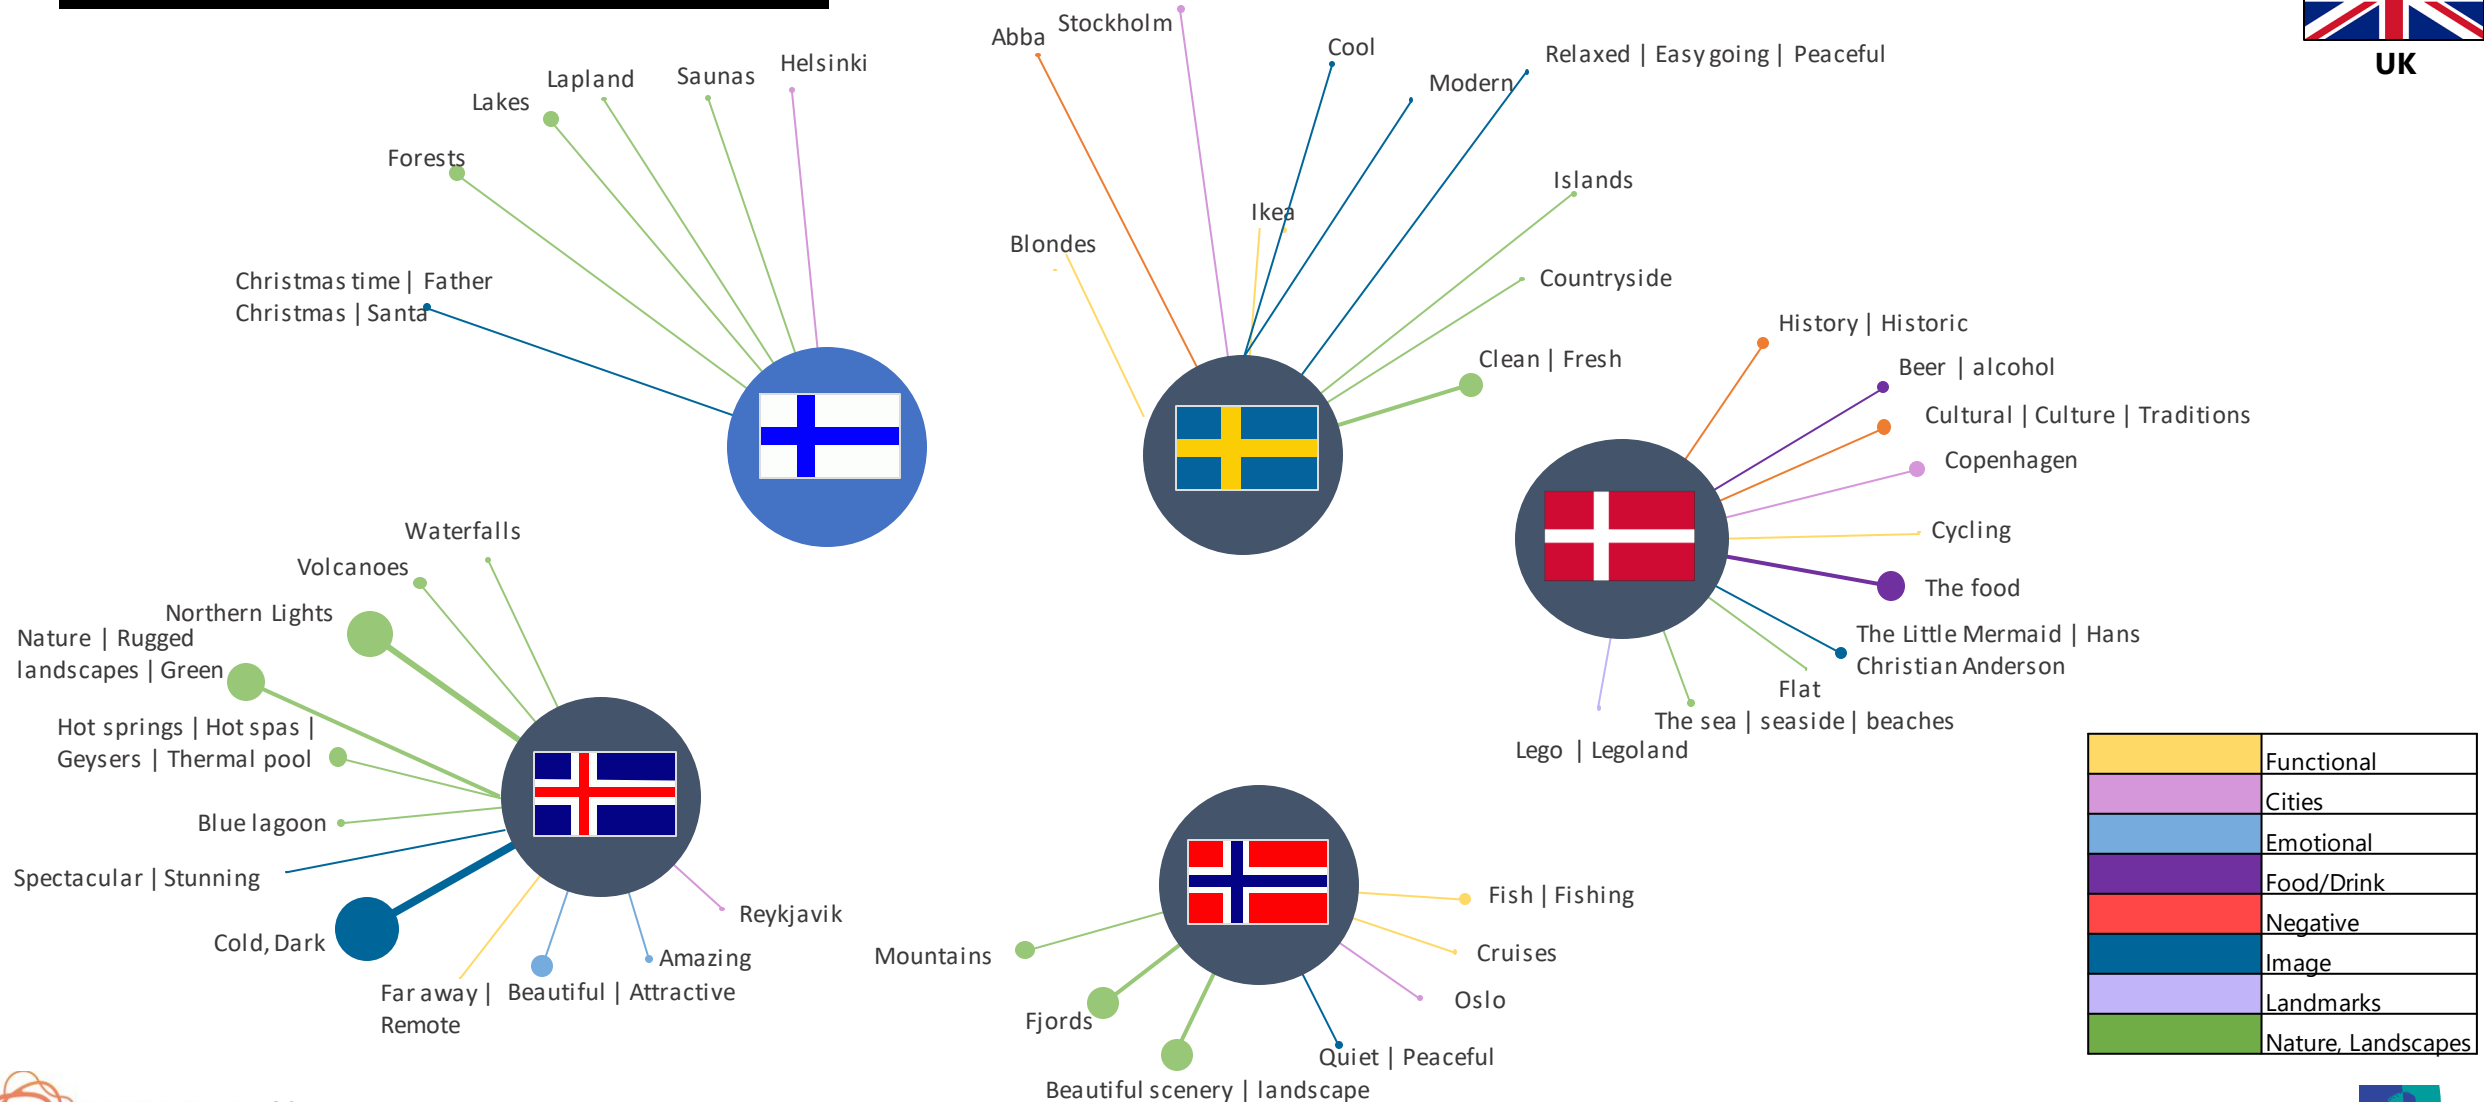 UK
Helsinki
Saunas
Lapland
Lakes
Forests
Christmas time | Father
Christmas | Santa
Stockholm
Abba
Cool
Relaxed | Easy going | Peaceful
Modern
Islands
Ikea
Blondes
Countryside
Clean | Fresh
History | Historic
Beer | alcohol
Cultural | Culture | Traditions
Copenhagen
Cycling
The food
The Little Mermaid | Hans
Christian Anderson
Flat
The sea | seaside | beaches
Lego | Legoland
Waterfalls
Volcanoes
Northern Lights
Nature | Rugged
landscapes | Green
Hot springs | Hot spas |
Geysers | Thermal pool
Blue lagoon
Spectacular | Stunning
Cold, Dark
Far away |
Remote
Beautiful | Attractive
Amazing
Reykjavik
Mountains
Fjords
Beautiful scenery | landscape
Quiet | Peaceful
Oslo
Cruises
Fish | Fishing
Functional
Cities
Emotional
Food/Drink
Negative
Image
Landmarks
Nature, Landscapes